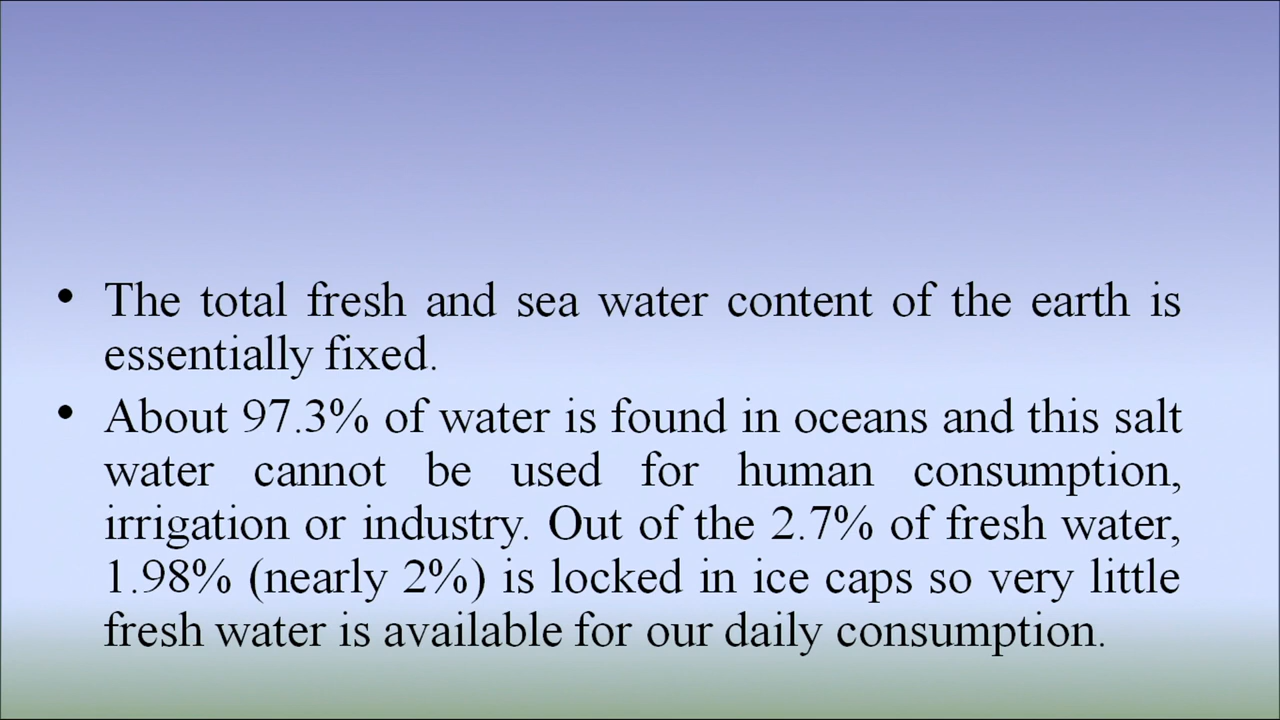 • The total fresh and sea water content of the earth is
essentially fixed.
• About 97.3% of water is found in oceans and this salt
water cannot be used for human consumption,
irrigation or industry. Out of the 2.7% of fresh water,
1.98% (nearly 2%) is locked in ice caps so very little
fresh water is available for our daily consumption.